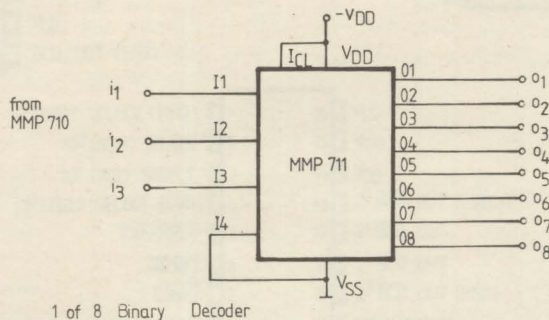 -VDD
ICL VDD
from
MMP 710
i1 I1
i2 I2
i3 I3
I4
MMP 711
01 o1
02 o2
03 o3
04 o4
05 o5
06 o6
07 o7
08 o8
VSS
1 of 8 Binary Decoder